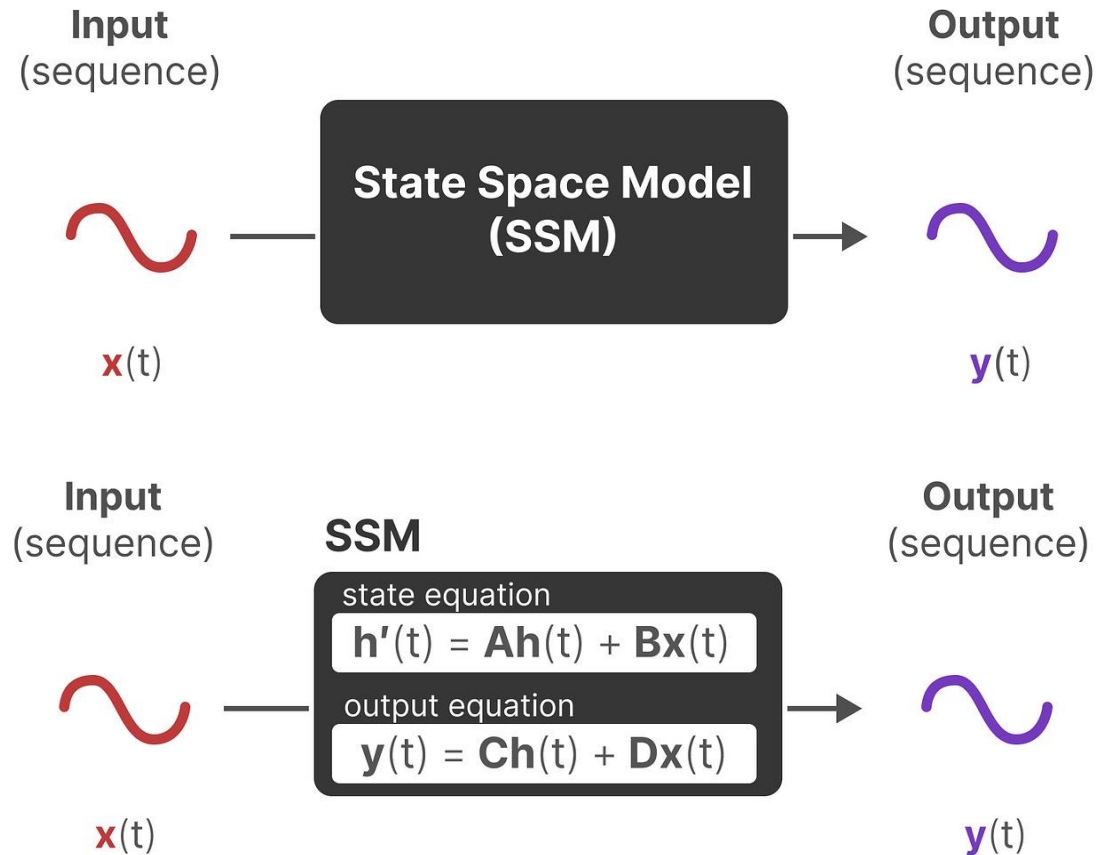 Input
(sequence)
Output
(sequence)
State Space Model
(SSM)
x(t)
y(t)
Input
(sequence)
Output
(sequence)
SSM
state equation
h′(t) = Ah(t) + Bx(t)
output equation
y(t) = Ch(t) + Dx(t)
x(t)
y(t)